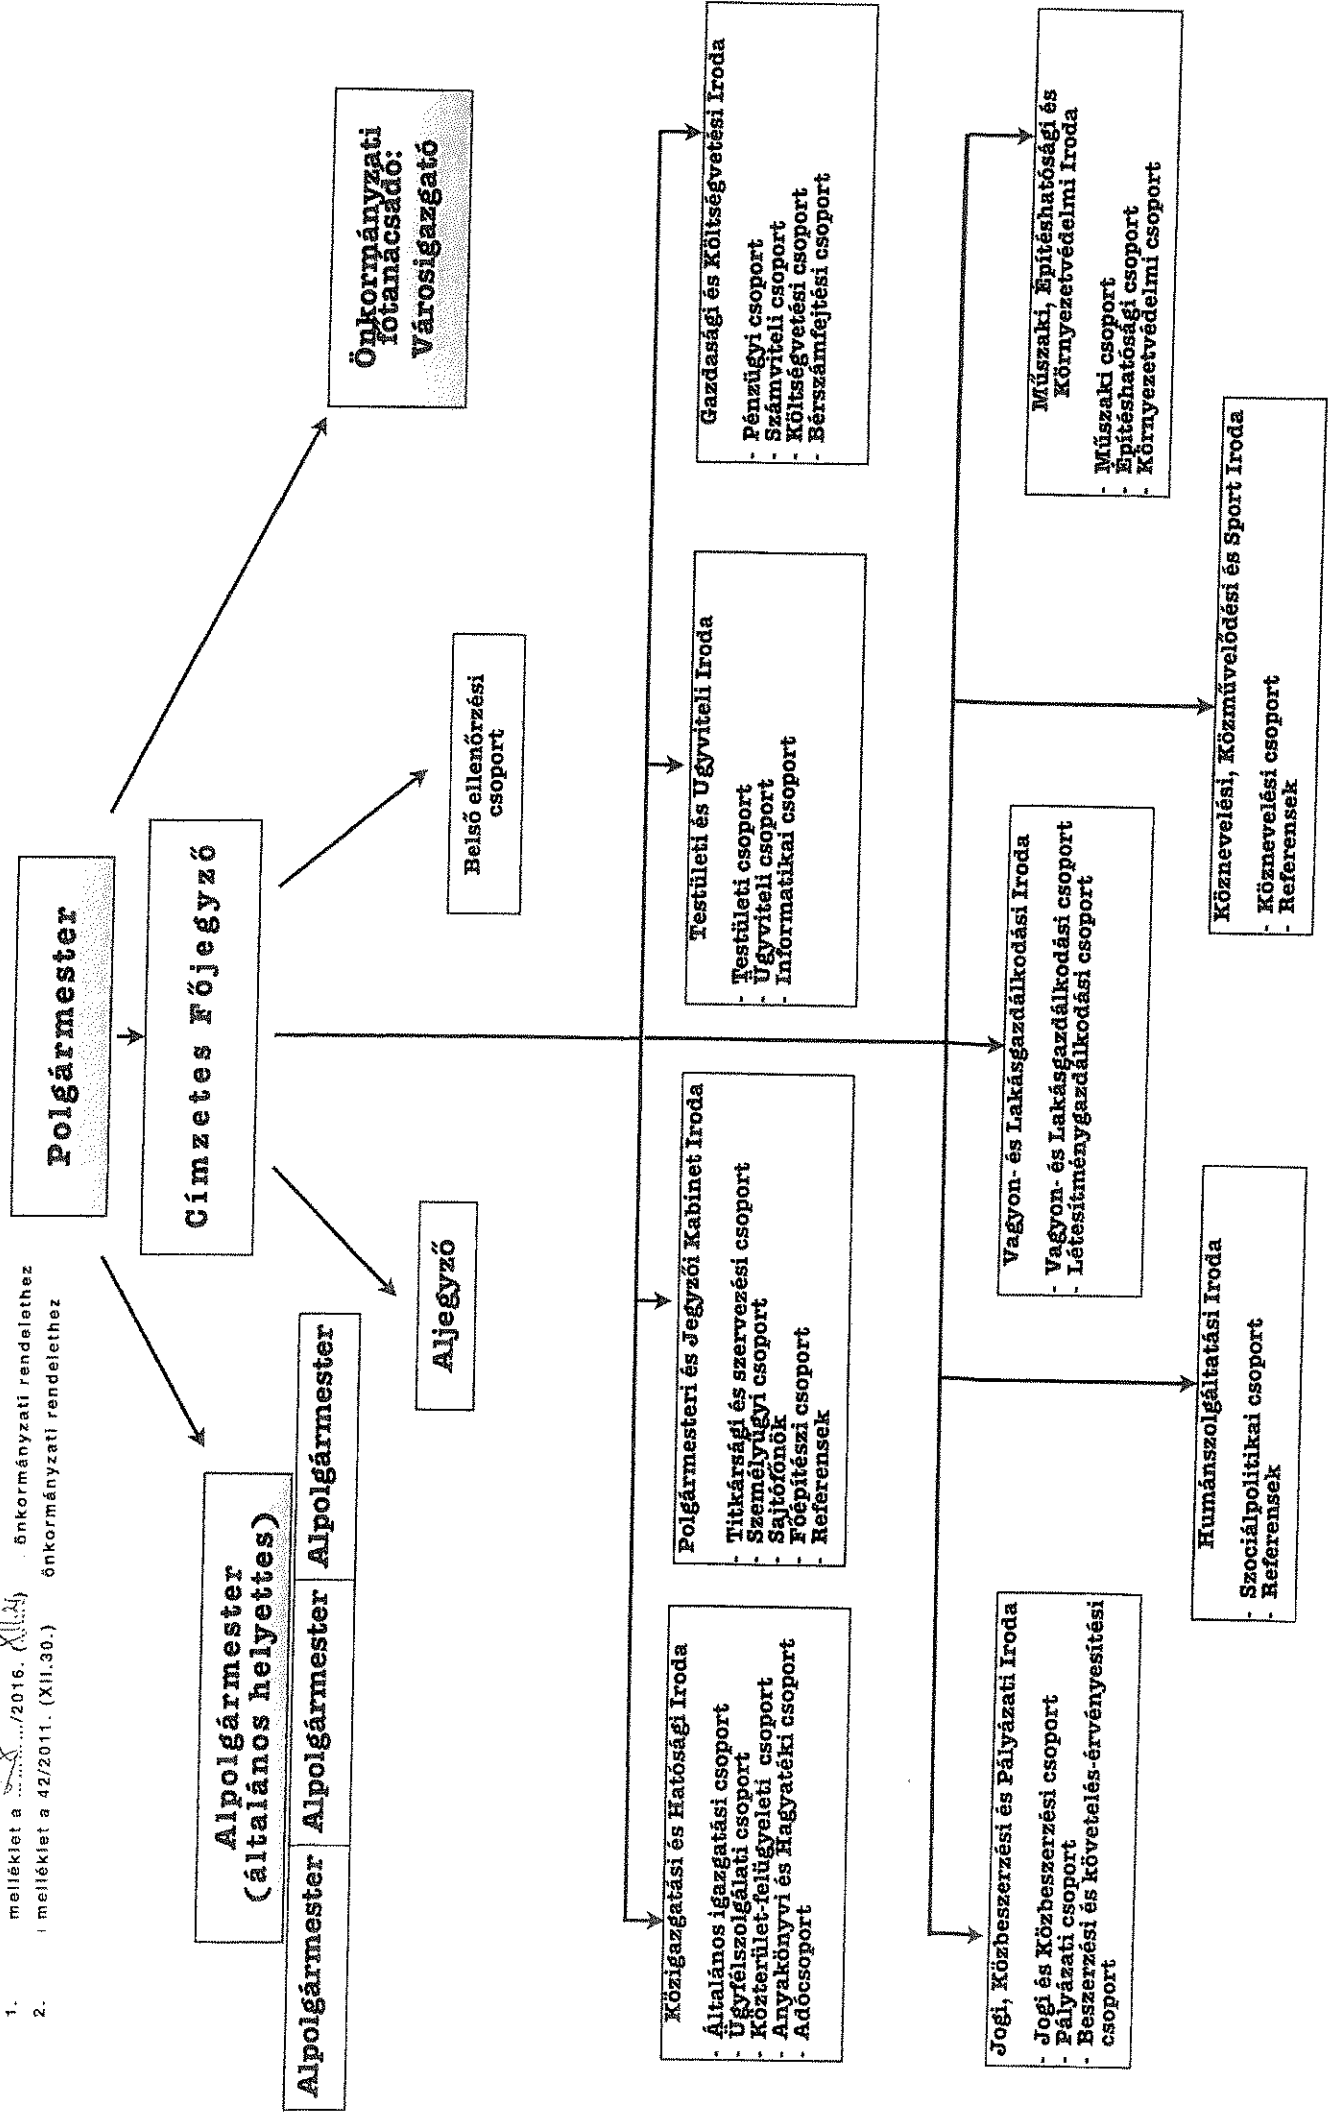 1. melléklet a ........./2016. (XII.21) önkormányzati rendelethez
2. melléklet a 42/2011. (XII.30.) önkormányzati rendelethez
Polgármester
Címzetes Főjegyző
Alpolgármester
(általános helyettes)
Alpolgármester
Alpolgármester
Alpolgármester
Önkormányzati
főtanácsadó:
Városigazgató
Aljegyző
Belső ellenőrzési
csoport
Közigazgatási és Hatósági Iroda
- Általános igazgatási csoport
- Ügyfélszolgálati csoport
- Közterület-felügyeleti csoport
- Anyakönyvi és Hagyatéki csoport
- Adócsoport
Polgármesteri és Jegyzői Kabinet Iroda
- Titkársági és szervezési csoport
- Személyügyi csoport
- Sajtófőnök
- Főépítészi csoport
- Referensek
Testületi és Ügyviteli Iroda
- Testületi csoport
- Ügyviteli csoport
- Informatikai csoport
Gazdasági és Költségvetési Iroda
- Pénzügyi csoport
- Számviteli csoport
- Költségvetési csoport
- Bérszámfejtési csoport
Jogi, Közbeszerzési és Pályázati Iroda
- Jogi és Közbeszerzési csoport
- Pályázati csoport
- Beszerzési és követelés-érvényesítési
csoport
Vagyon- és Lakásgazdálkodási Iroda
- Vagyon- és Lakásgazdálkodási csoport
- Létesítménygazdálkodási csoport
Műszaki, Építéshatósági és
Környezetvédelmi Iroda
- Műszaki csoport
- Építéshatósági csoport
- Környezetvédelmi csoport
Humánszolgáltatási Iroda
- Szociálpolitikai csoport
- Referensek
Köznevelési, Közművelődési és Sport Iroda
- Köznevelési csoport
- Referensek